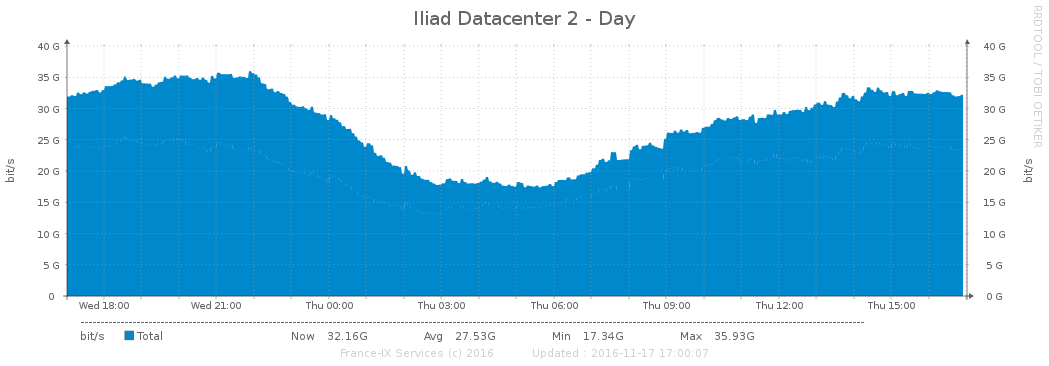 Iliad Datacenter 2 - Day
RRDTOOL / TOBI OETIKER
40 G 40 G
35 G 35 G
30 G 30 G
25 G 25 G
20 G 20 G
15 G 15 G
10 G 10 G
5 G 5 G
0 0 G
bit/s
bit/s
Wed 18:00 Wed 21:00 Thu 00:00 Thu 03:00 Thu 06:00 Thu 09:00 Thu 12:00 Thu 15:00
bit/s Total Now 32.16G Avg 27.53G Min 17.34G Max 35.93G
France-IX Services (c) 2016 Updated : 2016-11-17 17:00:07